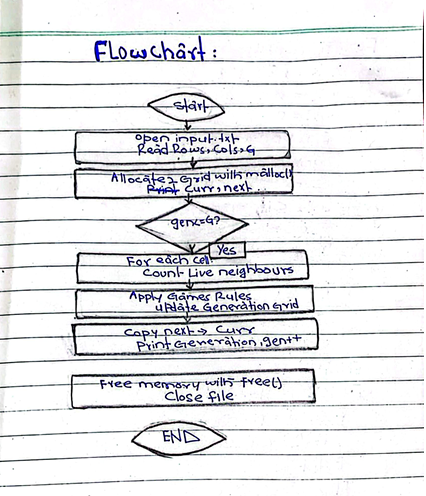 Flowchart:
Start
open input.txt
Read Rows, Cols, G
Allocate 2 Grid with malloc()
Print Curr, next
gen<=G?
Yes
For each cell:
Count Live neighbours
Apply Games Rules
update Generation Grid
Copy next → Curr
Print Generation, gen++
Free memory with free()
Close file
END